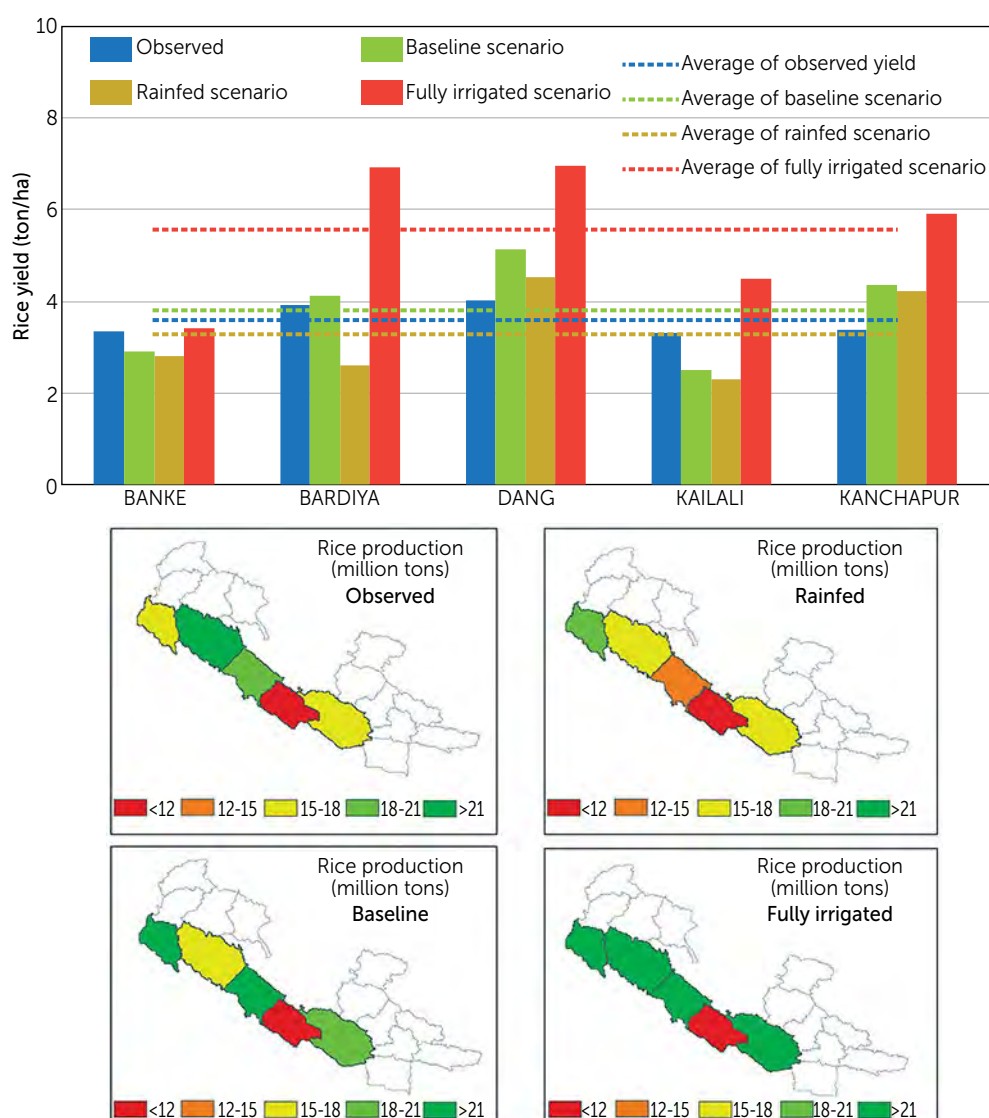 10
8
6
4
2
0
Rice yield (ton/ha)
Observed
Baseline scenario
Rainfed scenario
Fully irrigated scenario
Average of observed yield
Average of baseline scenario
Average of rainfed scenario
Average of fully irrigated scenario
BANKE BARDIYA DANG KAILALI KANCHAPUR
Rice production
(million tons)
Observed
<12 12-15 15-18 18-21 >21
Rice production
(million tons)
Rainfed
<12 12-15 15-18 18-21 >21
Rice production
(million tons)
Baseline
<12 12-15 15-18 18-21 >21
Rice production
(million tons)
Fully irrigated
<12 12-15 15-18 18-21 >21